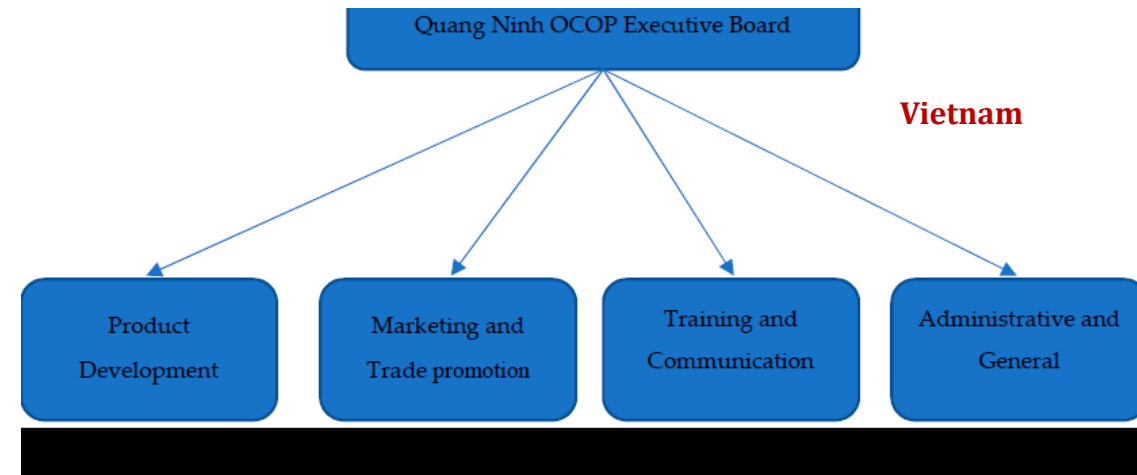 Quang Ninh OCOP Executive Board
Vietnam
Product
Development
Marketing and
Trade promotion
Training and
Communication
Administrative and
General